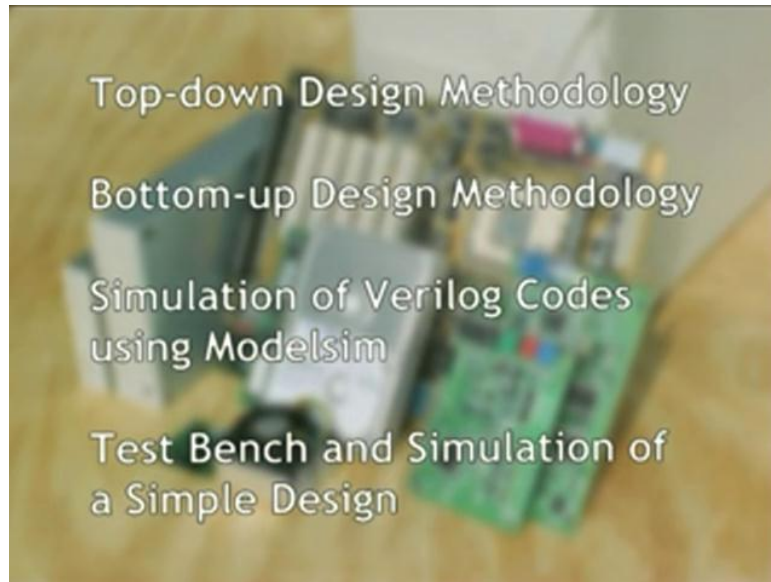 Top-down Design Methodology
Bottom-up Design Methodology
Simulation of Verilog Codes
using Modelsim
Test Bench and Simulation of
a Simple Design